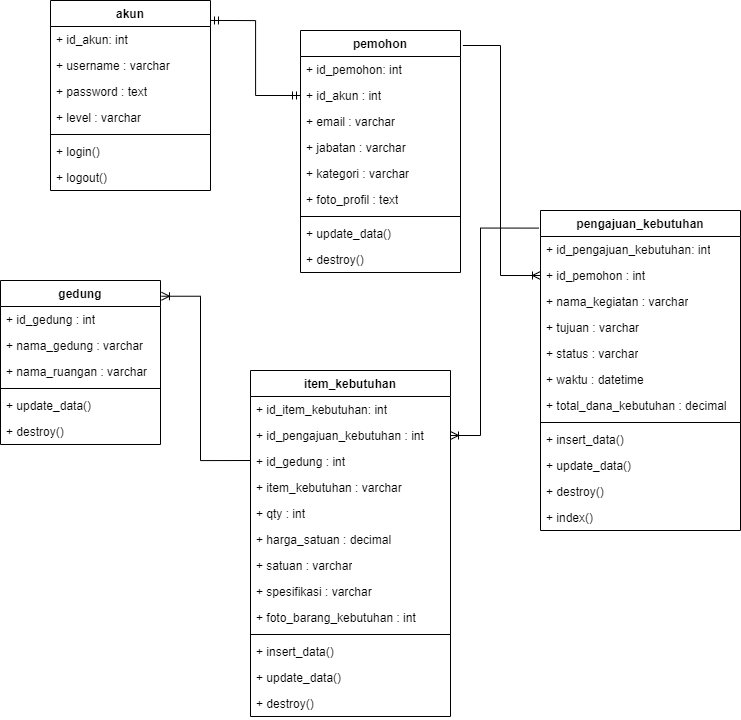 akun
+ id_akun: int
+ username : varchar
+ password : text
+ level : varchar
+ login()
+ logout()
pemohon
+ id_pemohon: int
+ id_akun : int
+ email : varchar
+ jabatan : varchar
+ kategori : varchar
+ foto_profil : text
+ update_data()
+ destroy()
pengajuan_kebutuhan
+ id_pengajuan_kebutuhan: int
+ id_pemohon : int
+ nama_kegiatan : varchar
+ tujuan : varchar
+ status : varchar
+ waktu : datetime
+ total_dana_kebutuhan : decimal
+ insert_data()
+ update_data()
+ destroy()
+ index()
gedung
+ id_gedung : int
+ nama_gedung : varchar
+ nama_ruangan : varchar
+ update_data()
+ destroy()
item_kebutuhan
+ id_item_kebutuhan: int
+ id_pengajuan_kebutuhan : int
+ id_gedung : int
+ item_kebutuhan : varchar
+ qty : int
+ harga_satuan : decimal
+ satuan : varchar
+ spesifikasi : varchar
+ foto_barang_kebutuhan : int
+ insert_data()
+ update_data()
+ destroy()